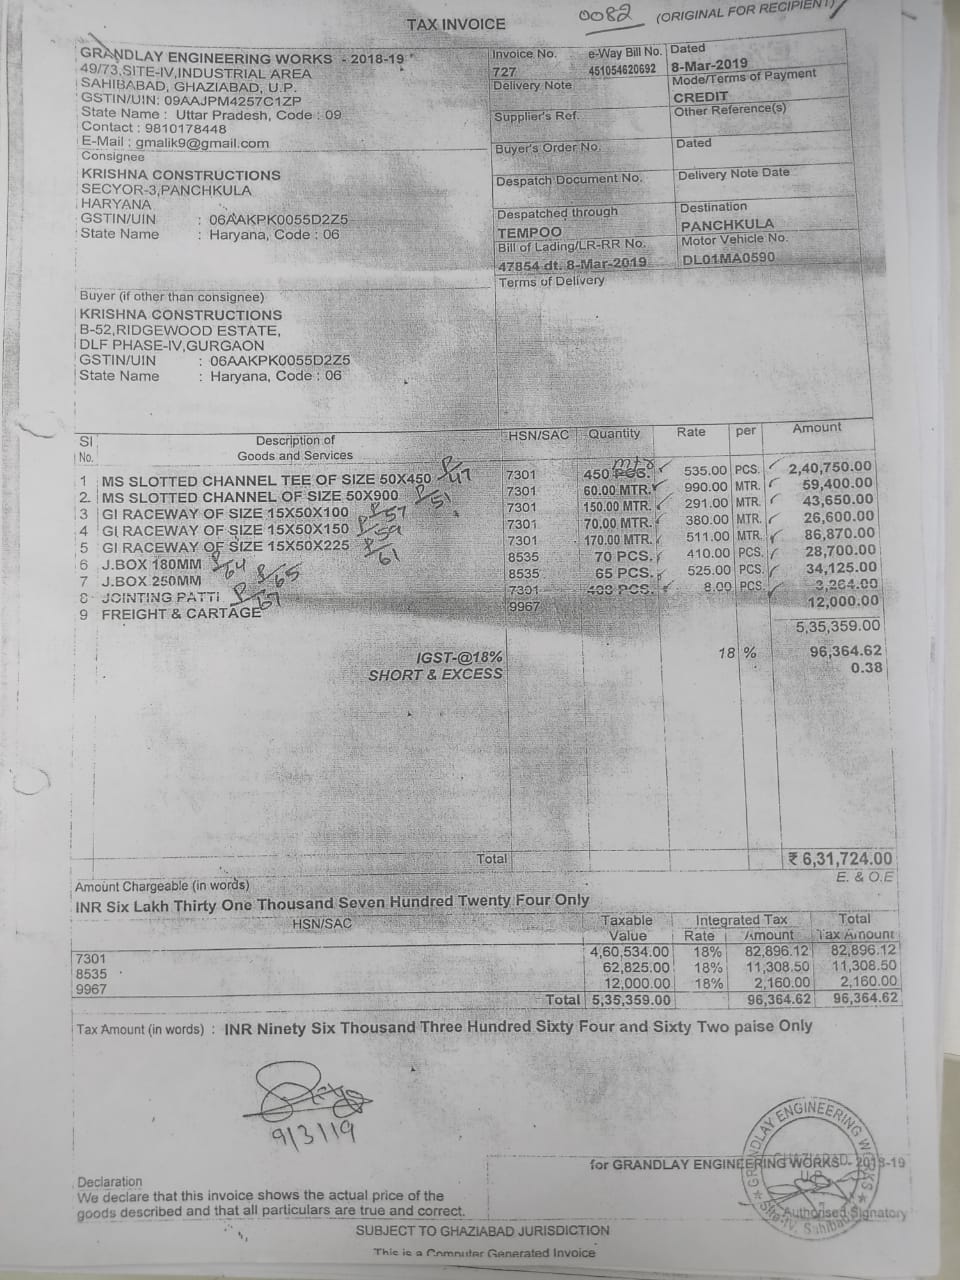 TAX INVOICE
0082 (ORIGINAL FOR RECIPIENT)
GRANDLAY ENGINEERING WORKS - 2018-19
49/73,SITE-IV,INDUSTRIAL AREA
SAHIBABAD, GHAZIABAD, U.P.
GSTIN/UIN: 09AAJPM4257C1ZP
State Name : Uttar Pradesh, Code : 09
Contact : 9810178448
E-Mail : gmalik9@gmail.com
Invoice No. e-Way Bill No. Dated
727 451054620692 8-Mar-2019
Delivery Note Mode/Terms of Payment
CREDIT
Supplier's Ref. Other Reference(s)
Buyer's Order No. Dated
Despatch Document No. Delivery Note Date
Despatched through Destination
TEMPOO PANCHKULA
Bill of Lading/LR-RR No. Motor Vehicle No.
47854 dt. 8-Mar-2019 DL01MA0590
Terms of Delivery
Consignee
KRISHNA CONSTRUCTIONS
SECYOR-3,PANCHKULA
HARYANA
GSTIN/UIN : 06AAKPK0055D2Z5
State Name : Haryana, Code : 06
Buyer (if other than consignee)
KRISHNA CONSTRUCTIONS
B-52,RIDGEWOOD ESTATE,
DLF PHASE-IV,GURGAON
GSTIN/UIN : 06AAKPK0055D2Z5
State Name : Haryana, Code : 06
Sl Description of HSN/SAC Quantity Rate per Amount
No. Goods and Services
1 MS SLOTTED CHANNEL TEE OF SIZE 50X450 P/47 7301 450 PCS. mtr 535.00 PCS. 2,40,750.00
2. MS SLOTTED CHANNEL OF SIZE 50X900 P/51 7301 60.00 MTR. 990.00 MTR. 59,400.00
3 GI RACEWAY OF SIZE 15X50X100 P/57 7301 150.00 MTR. 291.00 MTR. 43,650.00
4 GI RACEWAY OF SIZE 15X50X150 P/59 7301 70.00 MTR. 380.00 MTR. 26,600.00
5 GI RACEWAY OF SIZE 15X50X225 P/61 7301 170.00 MTR. 511.00 MTR. 86,870.00
6 J.BOX 180MM P/64 8535 70 PCS. 410.00 PCS. 28,700.00
7 J.BOX 250MM P/65 8535 65 PCS. 525.00 PCS. 34,125.00
8 JOINTING PATTI P/67 7301 408 PCS. 8.00 PCS. 3,264.00
9 FREIGHT & CARTAGE 9967 12,000.00
5,35,359.00
IGST-@18% 18 % 96,364.62
SHORT & EXCESS 0.38
Total ₹ 6,31,724.00
Amount Chargeable (in words) E. & O.E
INR Six Lakh Thirty One Thousand Seven Hundred Twenty Four Only
HSN/SAC Taxable Integrated Tax Total
Value Rate Amount Tax Amount
7301 4,60,534.00 18% 82,896.12 82,896.12
8535 62,825.00 18% 11,308.50 11,308.50
9967 12,000.00 18% 2,160.00 2,160.00
Total 5,35,359.00 96,364.62 96,364.62
Tax Amount (in words) : INR Ninety Six Thousand Three Hundred Sixty Four and Sixty Two paise Only
9/3/19
for GRANDLAY ENGINEERING WORKS - 2018-19
GRANDLAY ENGINEERING WORKS
Authorised Signatory
Declaration
We declare that this invoice shows the actual price of the
goods described and that all particulars are true and correct.
SUBJECT TO GHAZIABAD JURISDICTION
This is a Computer Generated Invoice